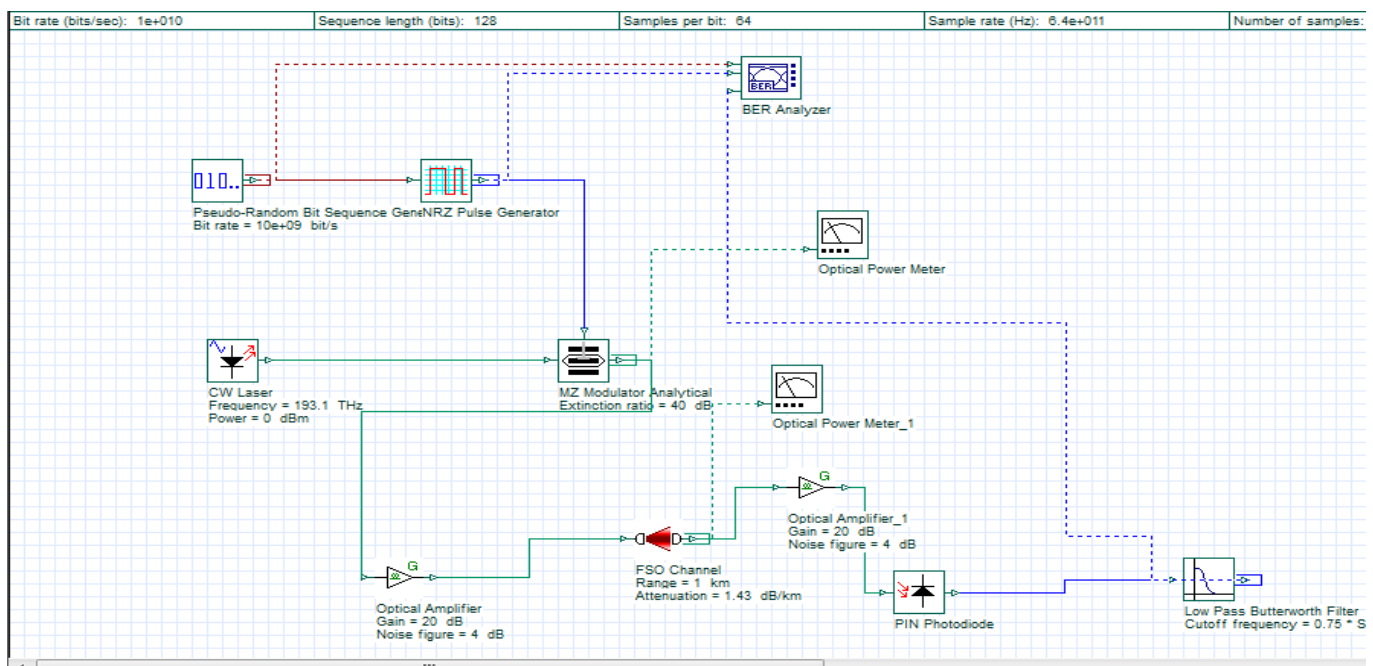 Bit rate (bits/sec): 1e+010 Sequence length (bits): 128 Samples per bit: 64 Sample rate (Hz): 6.4e+011 Number of samples:
BER
BER Analyzer
010..
Pseudo-Random Bit Sequence Gene NRZ Pulse Generator
Bit rate = 10e+09 bit/s
Optical Power Meter
CW Laser
Frequency = 193.1 THz
Power = 0 dBm
MZ Modulator Analytical
Extinction ratio = 40 dB
Optical Power Meter_1
G
Optical Amplifier_1
Gain = 20 dB
Noise figure = 4 dB
FSO Channel
Range = 1 km
Attenuation = 1.43 dB/km
G
Optical Amplifier
Gain = 20 dB
Noise figure = 4 dB
PIN Photodiode
Low Pass Butterworth Filter
Cutoff frequency = 0.75 * S